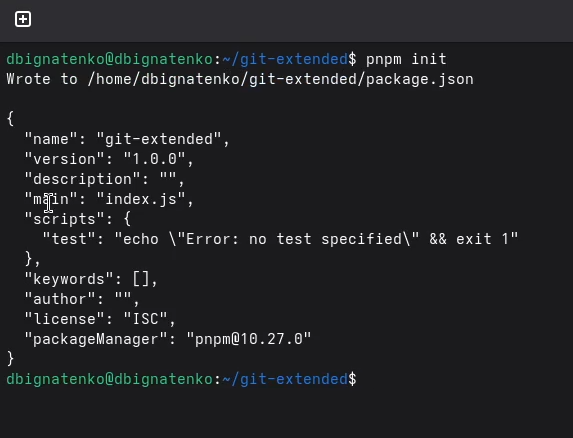 dbignatenko@dbignatenko:~/git-extended$ pnpm init
Wrote to /home/dbignatenko/git-extended/package.json

{
  "name": "git-extended",
  "version": "1.0.0",
  "description": "",
  "main": "index.js",
  "scripts": {
    "test": "echo \"Error: no test specified\" && exit 1"
  },
  "keywords": [],
  "author": "",
  "license": "ISC",
  "packageManager": "pnpm@10.27.0"
}
dbignatenko@dbignatenko:~/git-extended$